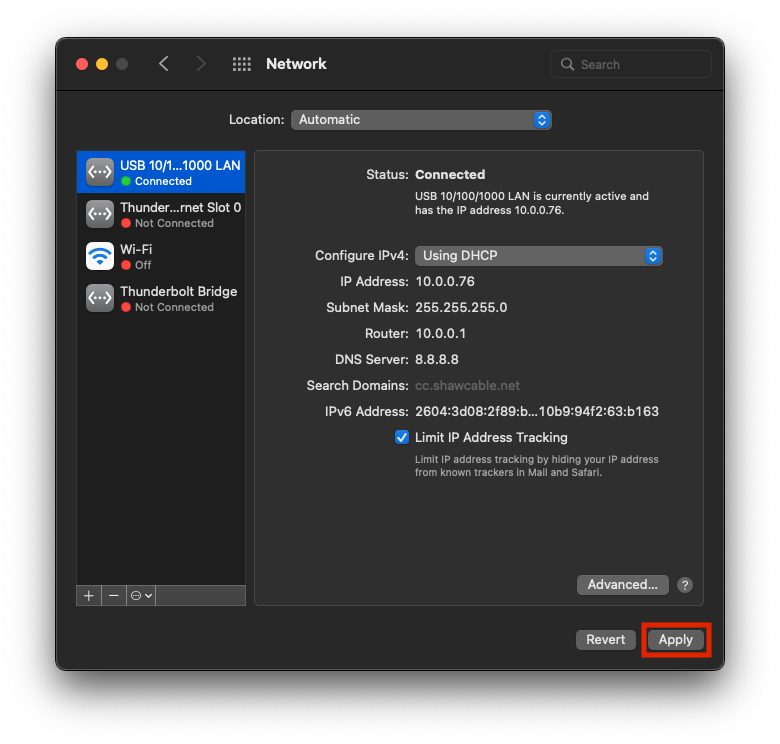 Network
Search
Location: Automatic
USB 10/1...1000 LAN
Connected
Thunder...rnet Slot 0
Not Connected
Wi-Fi
Off
Thunderbolt Bridge
Not Connected
Status: Connected
USB 10/100/1000 LAN is currently active and
has the IP address 10.0.0.76.
Configure IPv4: Using DHCP
IP Address: 10.0.0.76
Subnet Mask: 255.255.255.0
Router: 10.0.0.1
DNS Server: 8.8.8.8
Search Domains: cc.shawcable.net
IPv6 Address: 2604:3d08:2f89:b...10b9:94f2:63:b163
Limit IP Address Tracking
Limit IP address tracking by hiding your IP address
from known trackers in Mail and Safari.
Advanced... ?
Revert Apply